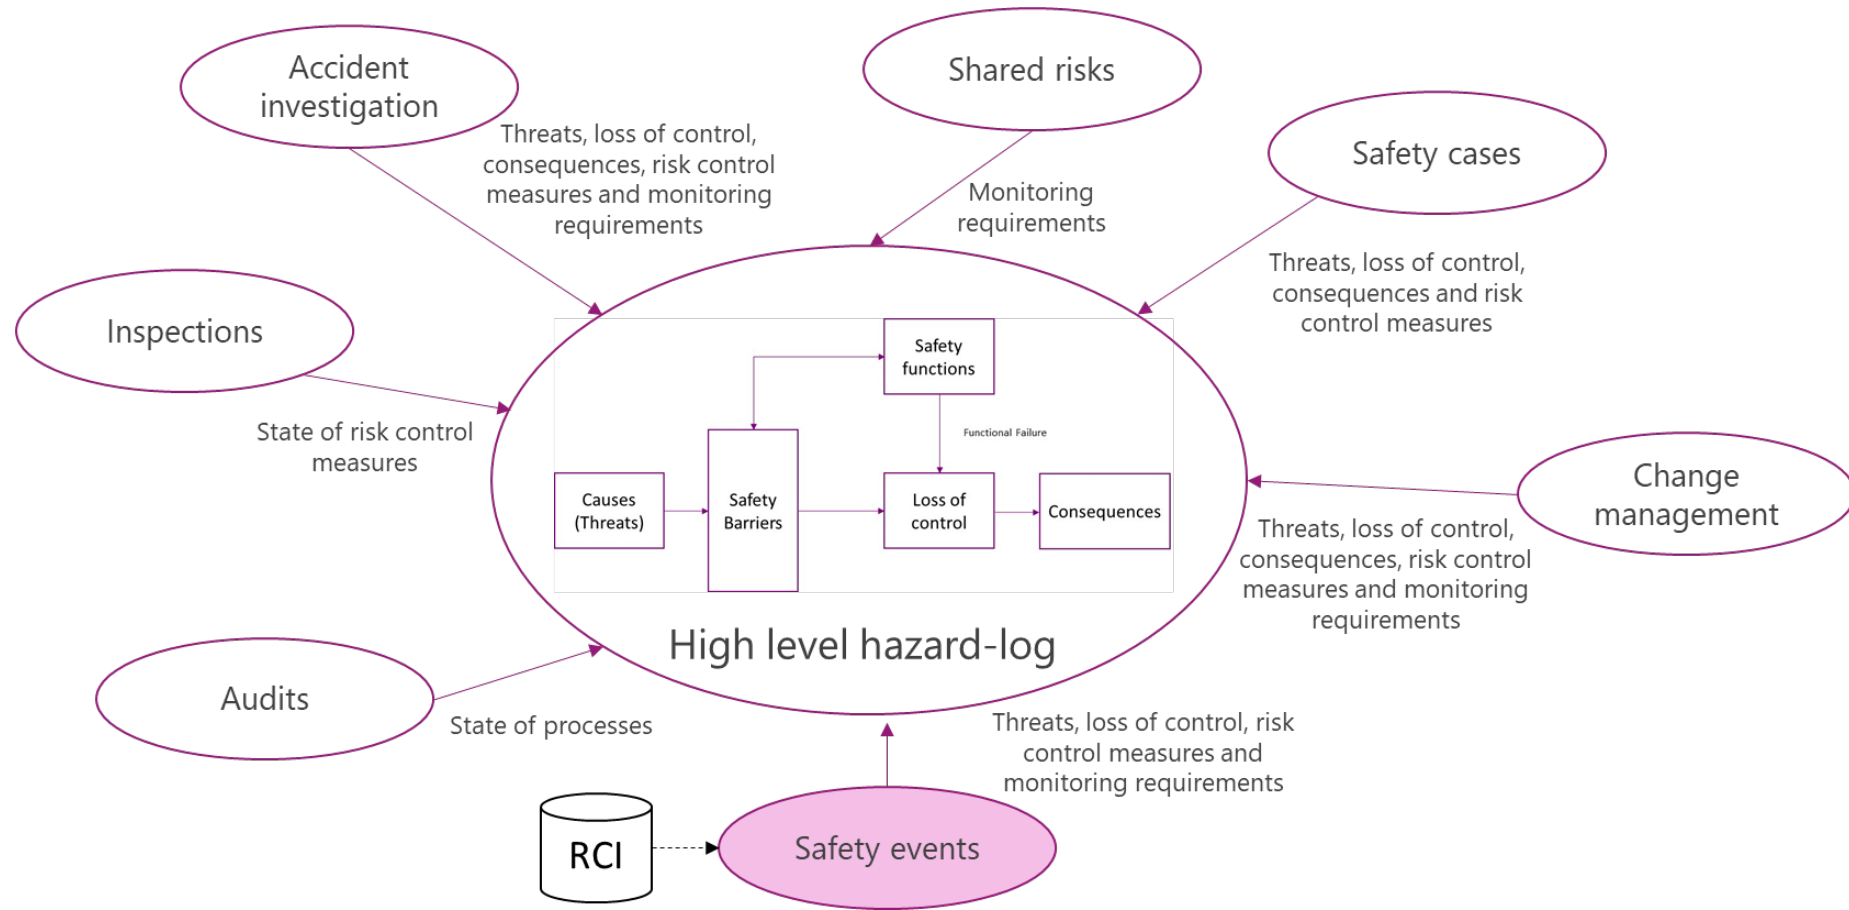 Accident
investigation
Shared risks
Safety cases
Threats, loss of control,
consequences, risk control
measures and monitoring
requirements
Monitoring
requirements
Threats, loss of control,
consequences and risk
control measures
Inspections
State of risk control
measures
Safety
functions
Functional Failure
Causes
(Threats)
Safety
Barriers
Loss of
control
Consequences
High level hazard-log
Change
management
Threats, loss of control,
consequences, risk control
measures and monitoring
requirements
Audits
State of processes
Threats, loss of control, risk
control measures and
monitoring requirements
RCI
Safety events